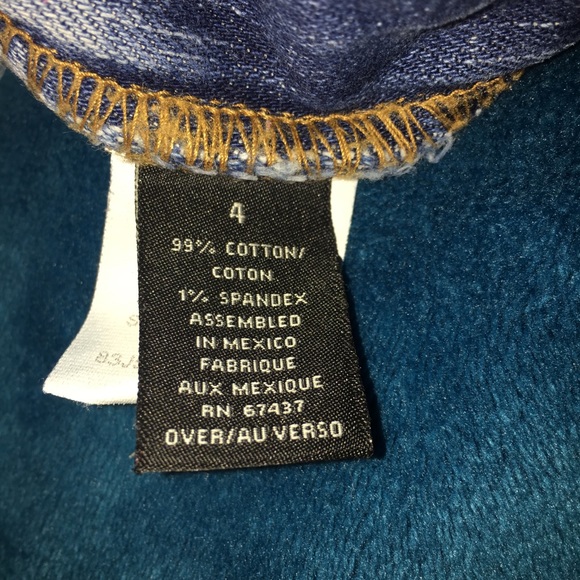 4
99% COTTON/
COTON
1% SPANDEX
ASSEMBLED
IN MEXICO
FABRIQUE
AUX MEXIQUE
RN 67437
OVER/AU VERSO